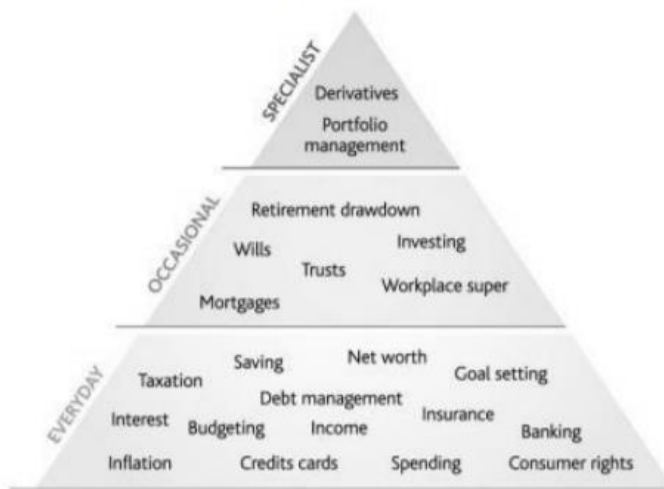 SPECIALIST
Derivatives
Portfolio
management
OCCASIONAL
Retirement drawdown
Wills
Investing
Trusts
Workplace super
Mortgages
EVERYDAY
Saving
Net worth
Taxation
Goal setting
Debt management
Interest
Insurance
Budgeting
Income
Banking
Inflation
Credits cards
Spending
Consumer rights